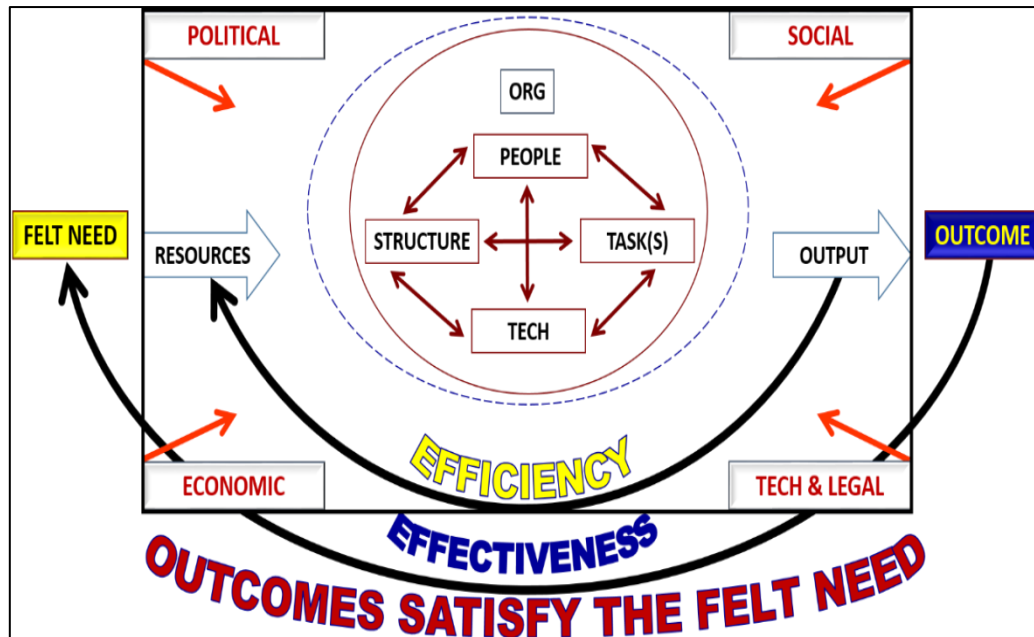 POLITICAL
SOCIAL
ORG
PEOPLE
FELT NEED
RESOURCES
STRUCTURE
TASK(S)
OUTPUT
OUTCOME
TECH
ECONOMIC
TECH & LEGAL
EFFICIENCY
EFFECTIVENESS
OUTCOMES SATISFY THE FELT NEED